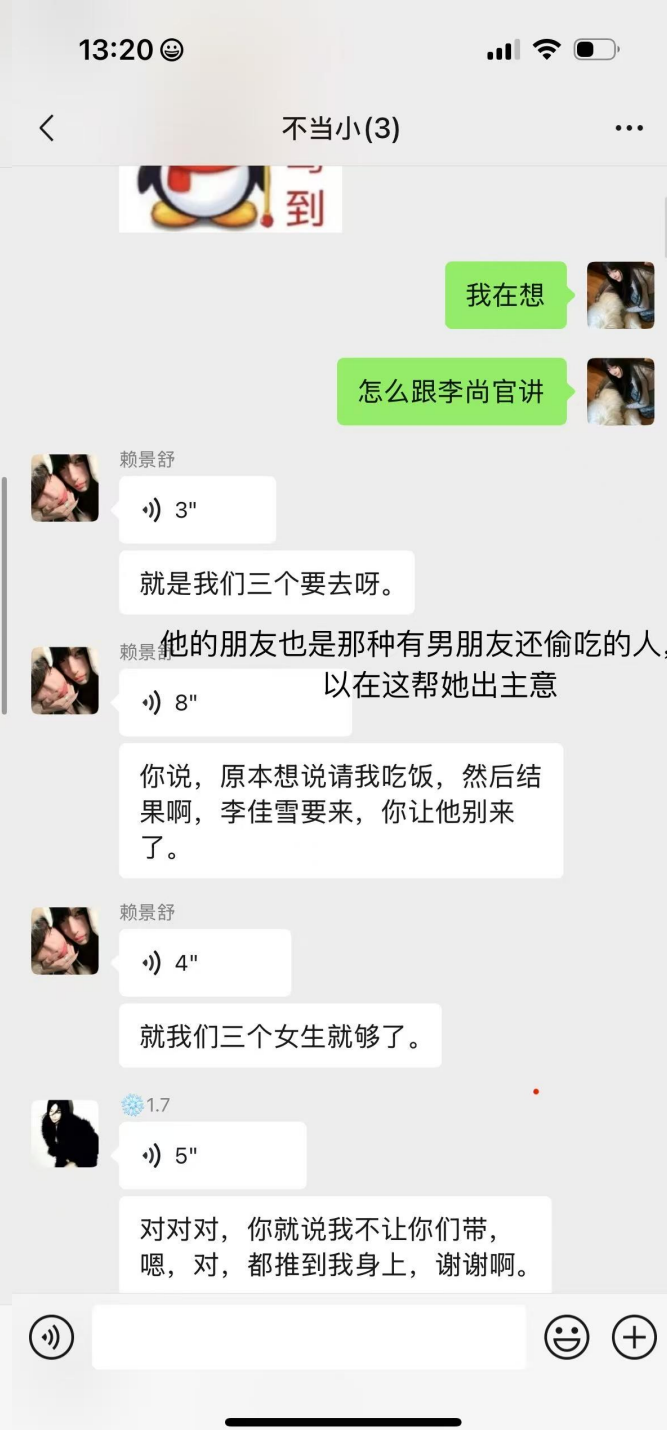 13:20
不当小(3)
到
我在想
怎么跟李尚官讲
赖景舒
3"
就是我们三个要去呀。
他的朋友也是那种有男朋友还偷吃的人,
以在这帮她出主意
赖景舒
8"
你说，原本想说请我吃饭，然后结
果啊，李佳雪要来，你让他别来
了。
赖景舒
4"
就我们三个女生就够了。
1.7
5"
对对对，你就说我不让你们带，
嗯，对，都推到我身上，谢谢啊。